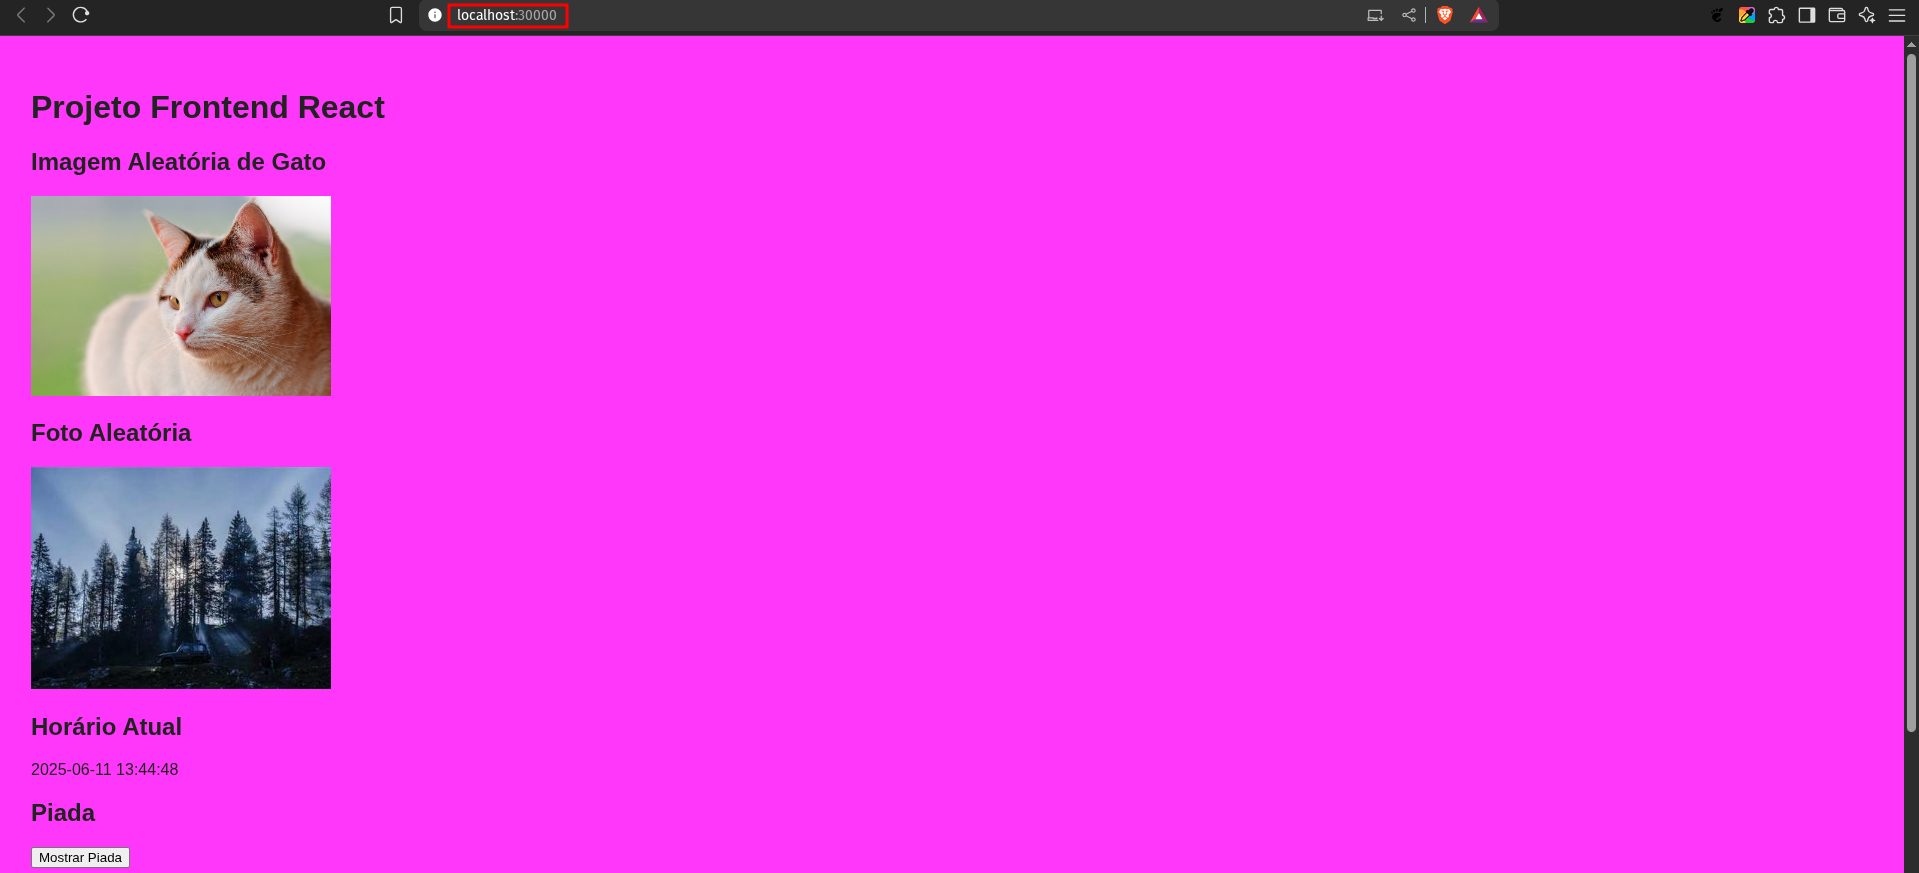 localhost:30000
Projeto Frontend React
Imagem Aleatória de Gato
Foto Aleatória
Horário Atual
2025-06-11 13:44:48
Piada
Mostrar Piada